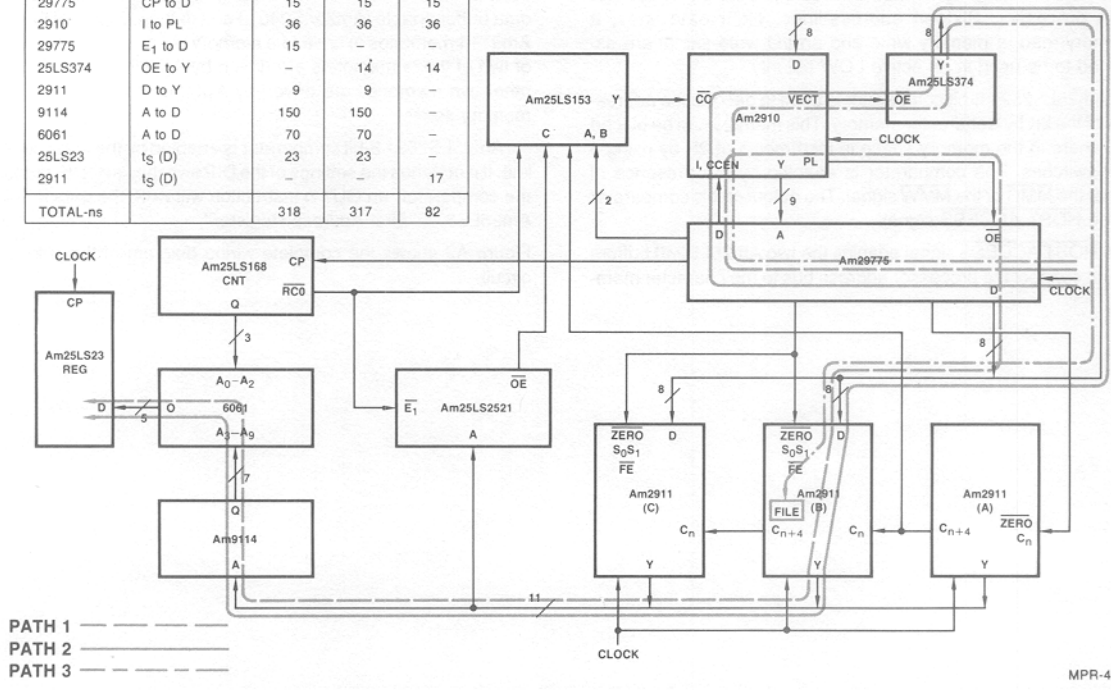 29775 CP to D 15 15 15
2910 I to PL 36 36 36
29775 E1 to D 15 – –
25LS374 OE to Y – 14 14
2911 D to Y 9 9 –
9114 A to D 150 150 –
6061 A to D 70 70 –
25LS23 tS (D) 23 23 –
2911 tS (D) 17
TOTAL-ns 318 317 82
Am25LS153
Y
C A, B
2
8
D
CC VECT
Am2910
I, CCEN Y PL
9
8
Y
Am25LS374
OE
CLOCK
D A OE
Am29775
D
CLOCK
CLOCK
CP
Am25LS23
REG
D
5
Am25LS168
CNT
CP
RC0
Q
3
A0–A2
O 6061
A3–A9
7
Q
Am9114
A
OE
E1 Am25LS2521
A
8
8
8
ZERO D
S0S1
FE
Am2911
(C)
Cn
Y
ZERO D
S0S1
FE
Am2911
(B)
FILE
Cn+4 Cn
Y
Am2911
(A)
ZERO
Cn+4 Cn
Y
11
CLOCK
PATH 1
PATH 2
PATH 3
MPR-4